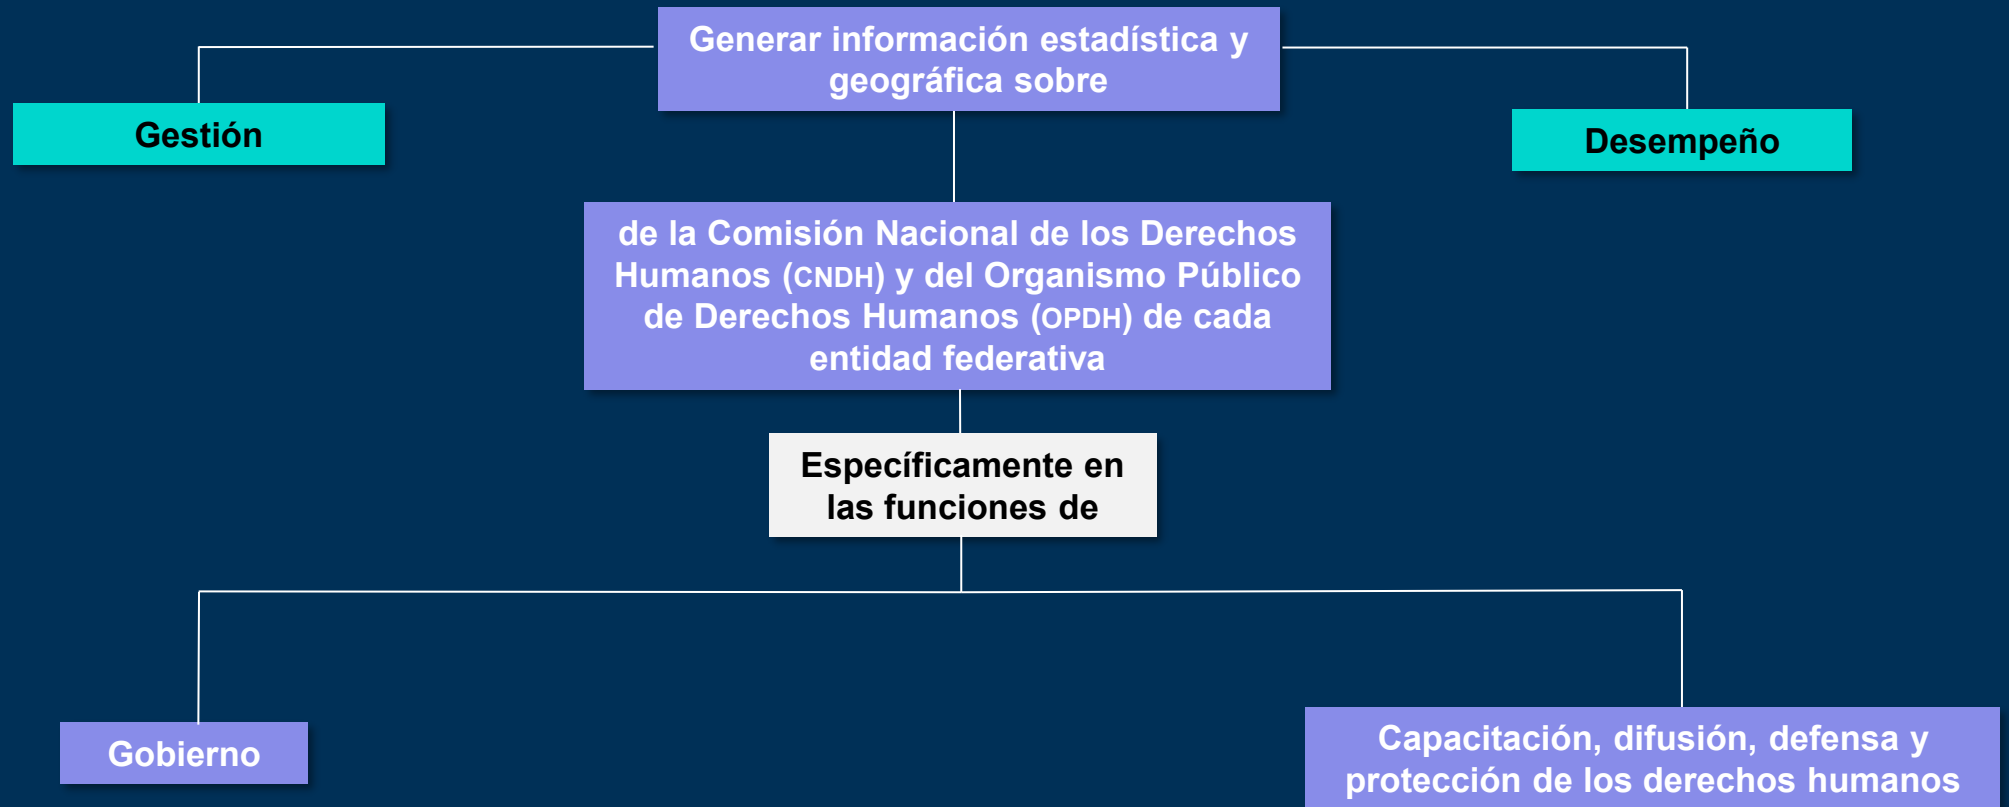 Generar información estadística y
geográfica sobre
Gestión
Desempeño
de la Comisión Nacional de los Derechos
Humanos (CNDH) y del Organismo Público
de Derechos Humanos (OPDH) de cada
entidad federativa
Específicamente en
las funciones de
Gobierno
Capacitación, difusión, defensa y
protección de los derechos humanos